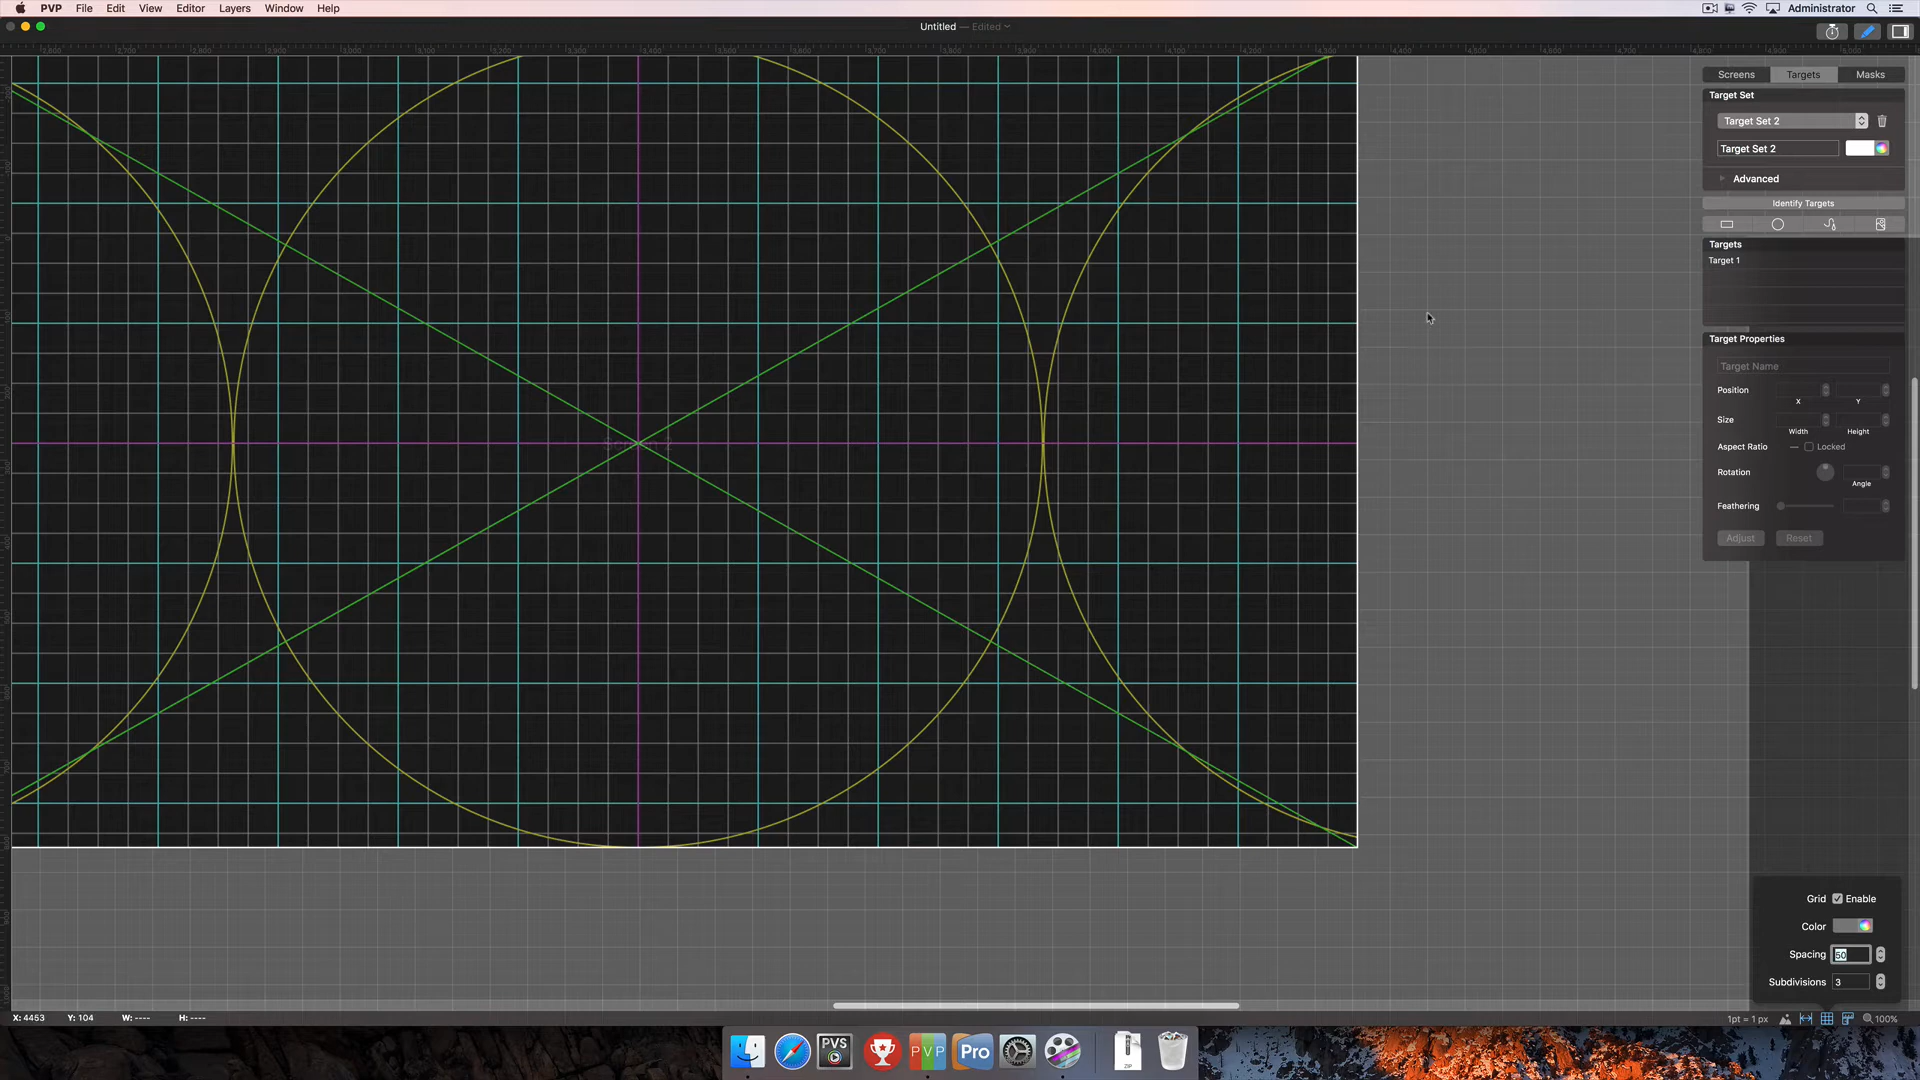 PVP File Edit View Editor Layers Window Help
Administrator
Untitled — Edited
Screens Targets Masks
Target Set
Target Set 2
Target Set 2
Advanced
Identify Targets
Targets
Target 1
Target Properties
Target Name
Position
X Y
Size
Width Height
Aspect Ratio — Locked
Rotation
Angle
Feathering
Adjust Reset
Grid Enable
Color
Spacing 50
Subdivisions 3
X: 4453 Y: 104 W: ---- H: ----
1pt = 1 px 100%
PVS
PVP
Pro
ZIP